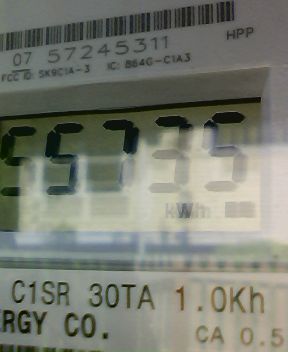 07 57245311
HPP
FCC ID: SK9C1A-3 IC: 864G-C1A3
55735
kWh
C1SR 30TA 1.0Kh
RGY CO.
CA 0.5